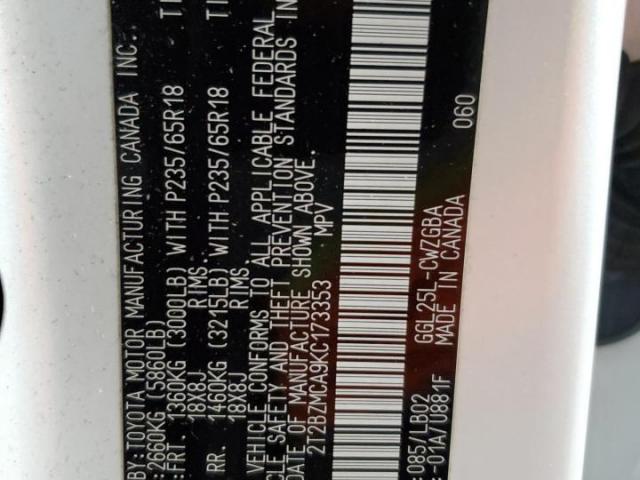 BY: TOYOTA MOTOR MANUFACTURING CANADA INC.
:2660KG (5860LB)
:FRT. 1360KG (3000LB) WITH P235/65R18 TI
18X8J RIMS
RR. 1460KG (3215LB) WITH P235/65R18 TI
18X8J RIMS
VEHICLE CONFORMS TO ALL APPLICABLE FEDERAL
SAFETY AND THEFT PREVENTION STANDARDS IN
DATE OF MANUFACTURE SHOWN ABOVE.
2T2BZMCA9KC173353 MPV
085/LB02 GGL25L-CWZGBA 060
-01A/U881F MADE IN CANADA